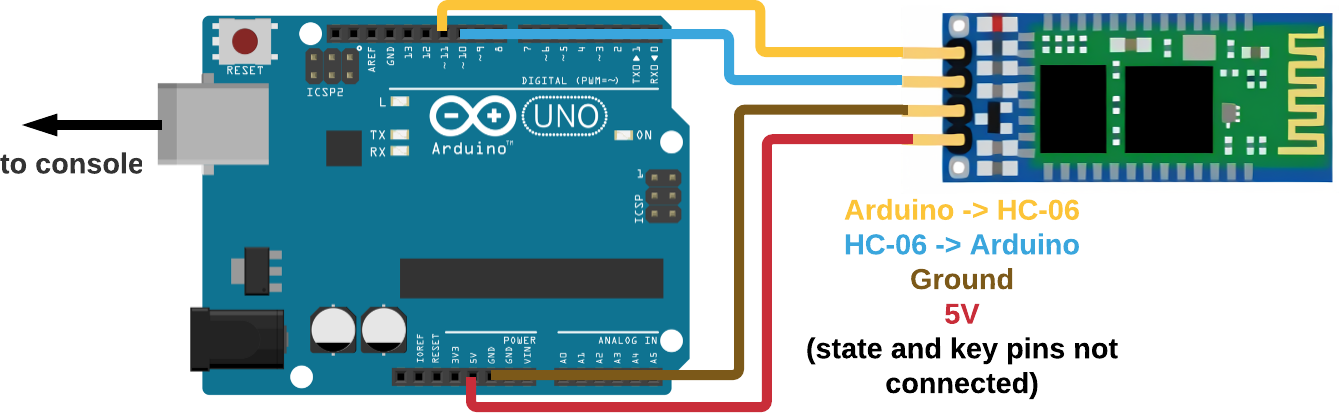 RESET
ICSP2
AREF
GND
13
12
~11
~10
~9
8
7
~6
~5
4
~3
2
TXD▶1
RXD◀0
DIGITAL (PWM=~)
L
TX
RX
UNO
Arduino™
ON
1
ICSP
to console
Arduino -> HC-06
HC-06 -> Arduino
Ground
5V
(state and key pins not
connected)
IOREF
RESET
3V3
5V
GND
GND
VIN
POWER
A0
A1
A2
A3
A4
A5
ANALOG IN